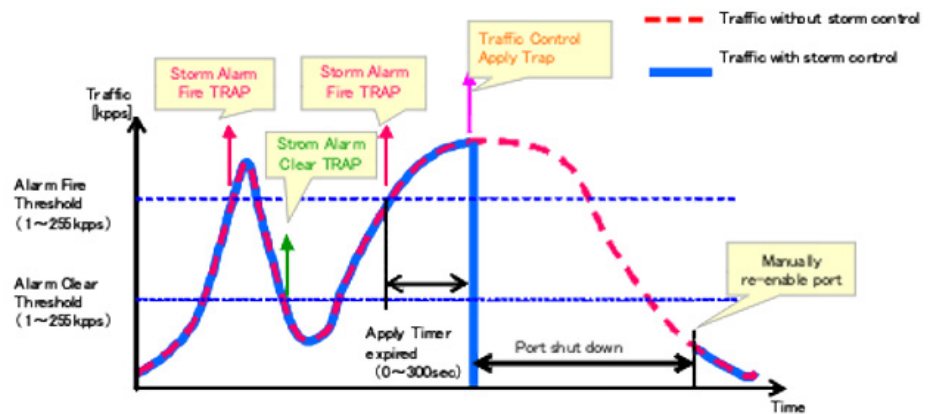 Traffic without storm control
Traffic with storm control
Traffic Control
Apply Trap
Storm Alarm
Fire TRAP
Storm Alarm
Fire TRAP
Strom Alarm
Clear TRAP
Traffic
[kpps]
Alarm Fire
Threshold
(1~255kpps)
Alarm Clear
Threshold
(1~255kpps)
Manually
re-enable port
Apply Timer
expired
(0~300sec)
Port shut down
Time